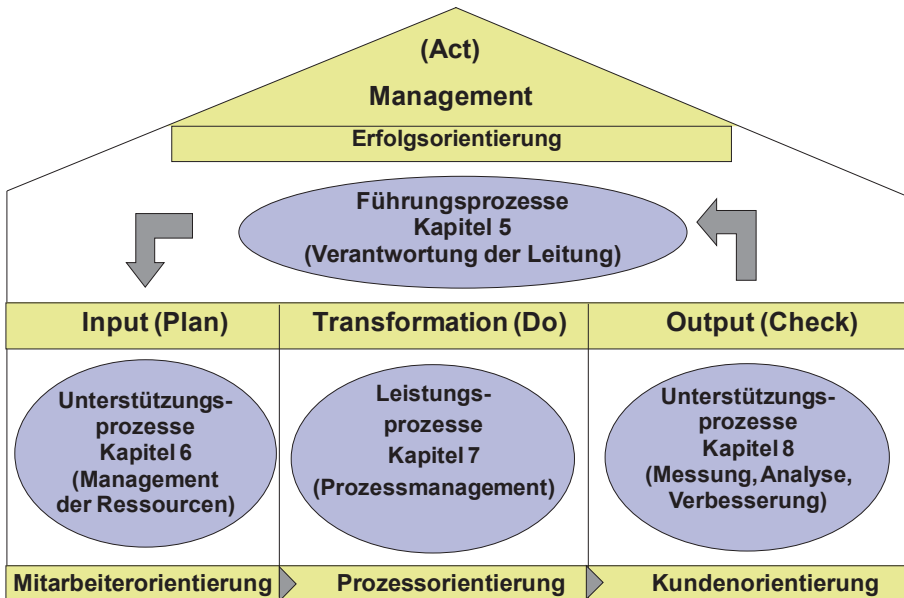 (Act)
Management
Erfolgsorientierung
Führungsprozesse
Kapitel 5
(Verantwortung der Leitung)
Input (Plan)
Transformation (Do)
Output (Check)
Unterstützungs-
prozesse
Kapitel 6
(Management
der Ressourcen)
Leistungs-
prozesse
Kapitel 7
(Prozessmanagement)
Unterstützungs-
prozesse
Kapitel 8
(Messung, Analyse,
Verbesserung)
Mitarbeiterorientierung
Prozessorientierung
Kundenorientierung